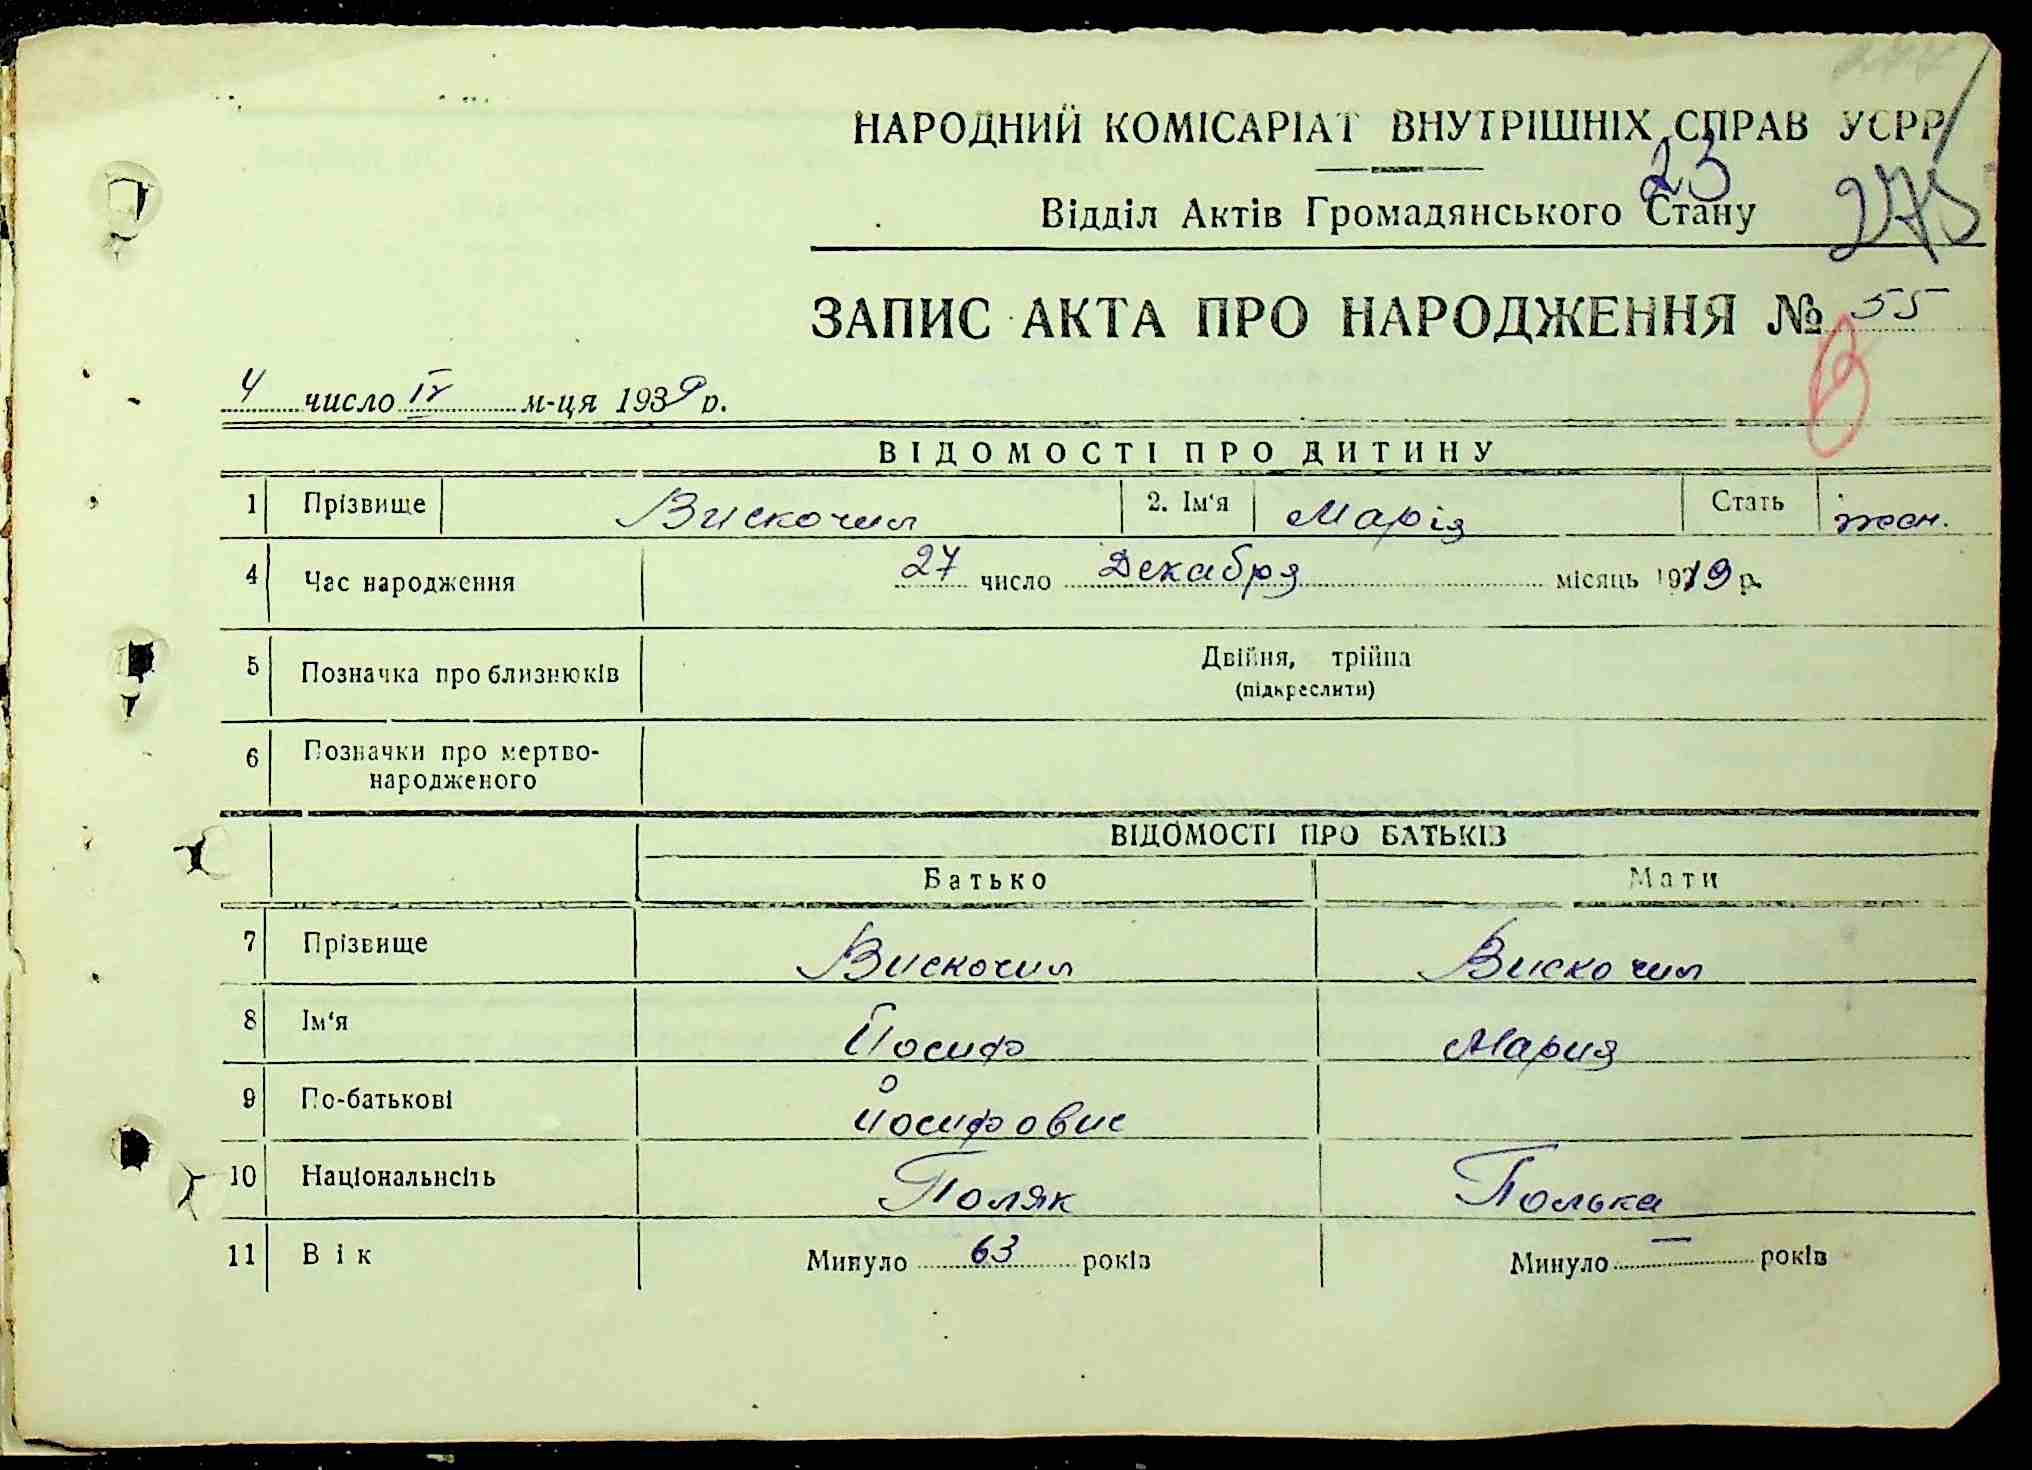 НАРОДНИЙ КОМІСАРІАТ ВНУТРІШНІХ СПРАВ УСРР
23
Відділ Актів Громадянського Стану
275
ЗАПИС АКТА ПРО НАРОДЖЕННЯ № 55
4 число IV м-ця 1939 р.
ВІДОМОСТІ ПРО ДИТИНУ
1 Прізвище Вискочил 2. Ім'я Марія Стать жен.
4 Час народження 27 число Декабря місяць 1919 р.
5 Позначка про близнюків Двійня, трійна
(підкреслити)
6 Позначки про мертво-
народженого
ВІДОМОСТІ ПРО БАТЬКІВ
Батько Мати
7 Прізвище Вискочил Вискочил
8 Ім'я Йосиф Мария
9 По-батькові Йосифович
10 Національнсіть Поляк Полька
11 Вік Минуло 63 років Минуло — років